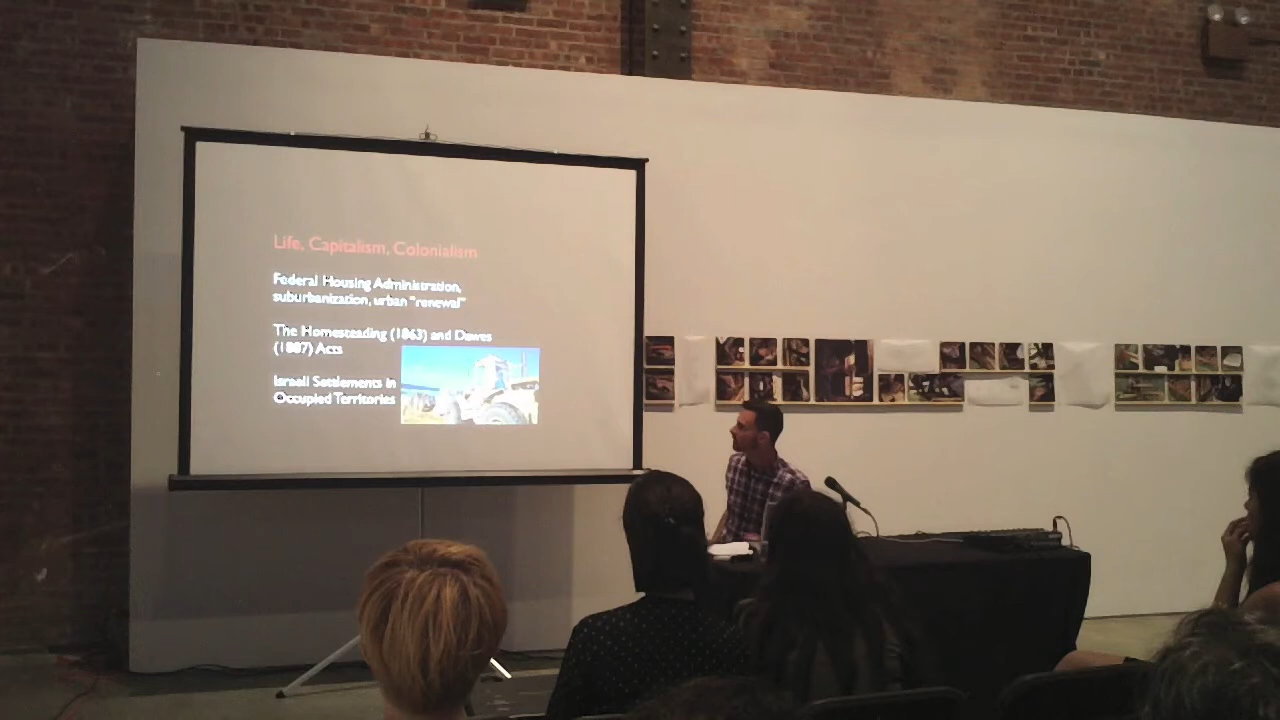 Life, Capitalism, Colonialism
Federal Housing Administration,
suburbanization, urban "renewal"
The Homesteading (1863) and Dawes
(1887) Acts
Israeli Settlements in
Occupied Territories